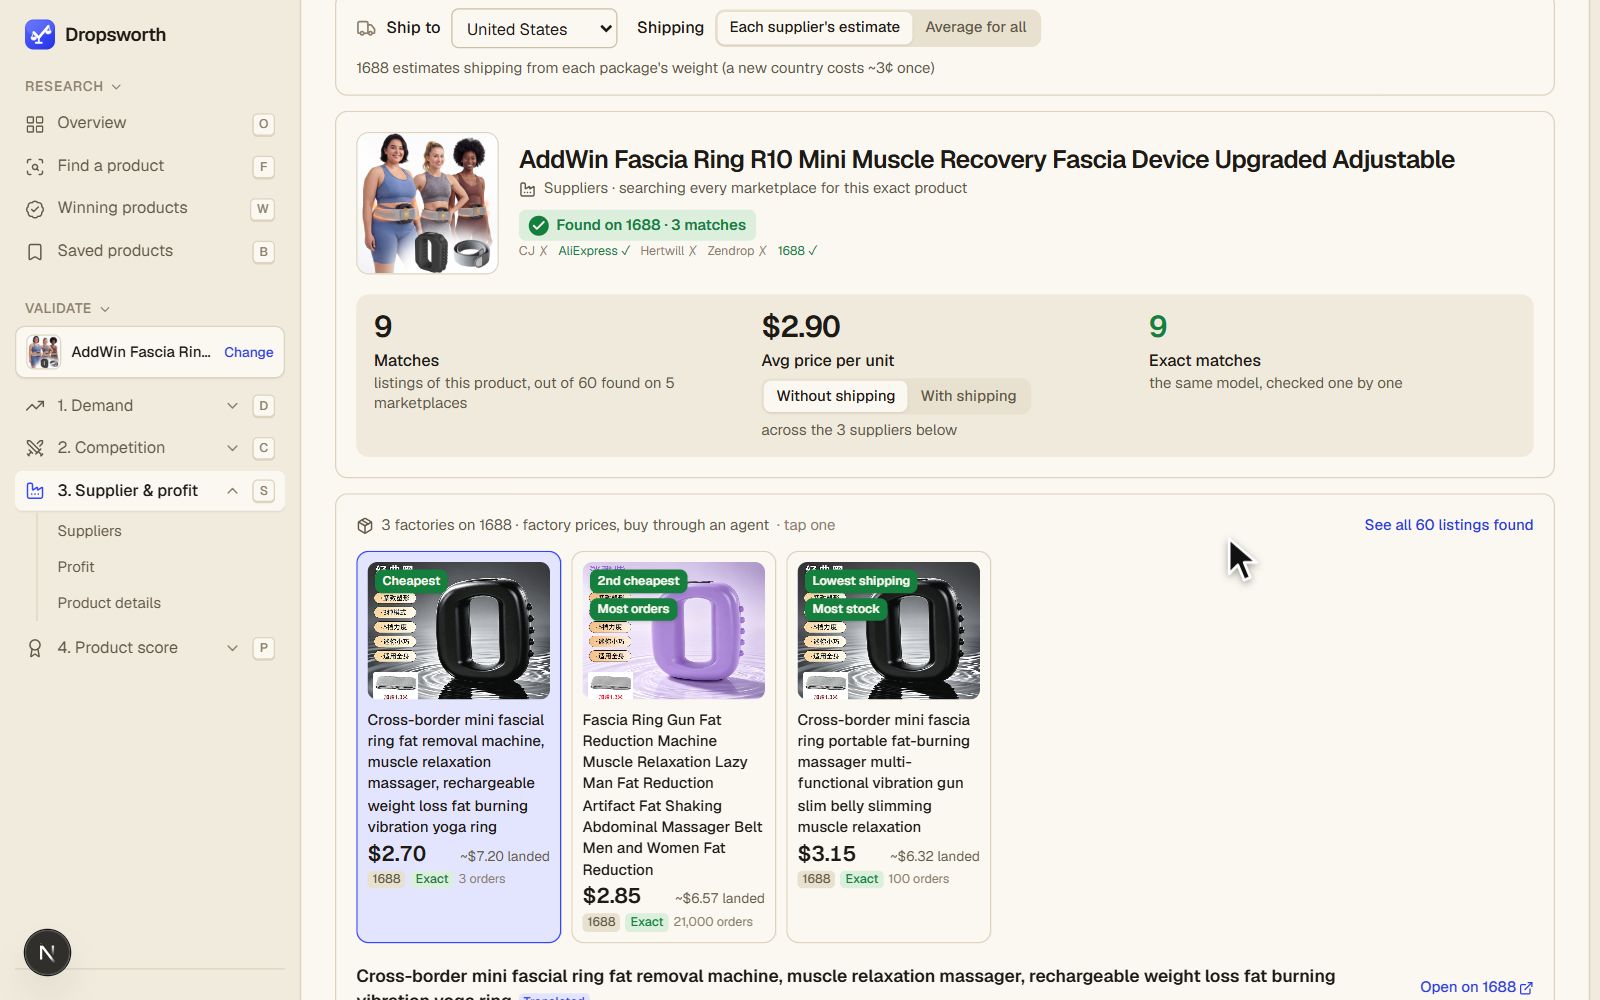 Dropsworth
RESEARCH
Overview
O
Find a product
F
Winning products
W
Saved products
B
VALIDATE
AddWin Fascia Rin...
Change
1. Demand
D
2. Competition
C
3. Supplier & profit
S
Suppliers
Profit
Product details
4. Product score
P
N
Ship to
United States
Shipping
Each supplier's estimate
Average for all
1688 estimates shipping from each package's weight (a new country costs ~3¢ once)
AddWin Fascia Ring R10 Mini Muscle Recovery Fascia Device Upgraded Adjustable
Suppliers · searching every marketplace for this exact product
Found on 1688 · 3 matches
CJ ✗ AliExpress ✓ Hertwill ✗ Zendrop ✗ 1688 ✓
9
Matches
listings of this product, out of 60 found on 5
marketplaces
$2.90
Avg price per unit
Without shipping
With shipping
across the 3 suppliers below
9
Exact matches
the same model, checked one by one
3 factories on 1688 · factory prices, buy through an agent · tap one
See all 60 listings found
Cheapest
Cross-border mini fascial
ring fat removal machine,
muscle relaxation
massager, rechargeable
weight loss fat burning
vibration yoga ring
$2.70
~$7.20 landed
1688 Exact 3 orders
2nd cheapest
Most orders
Fascia Ring Gun Fat
Reduction Machine
Muscle Relaxation Lazy
Man Fat Reduction
Artifact Fat Shaking
Abdominal Massager Belt
Men and Women Fat
Reduction
$2.85
~$6.57 landed
1688 Exact 21,000 orders
Lowest shipping
Most stock
Cross-border mini fascia
ring portable fat-burning
massager multi-
functional vibration gun
slim belly slimming
muscle relaxation
$3.15
~$6.32 landed
1688 Exact 100 orders
Cross-border mini fascial ring fat removal machine, muscle relaxation massager, rechargeable weight loss fat burning
vibration yoga ring Translated
Open on 1688